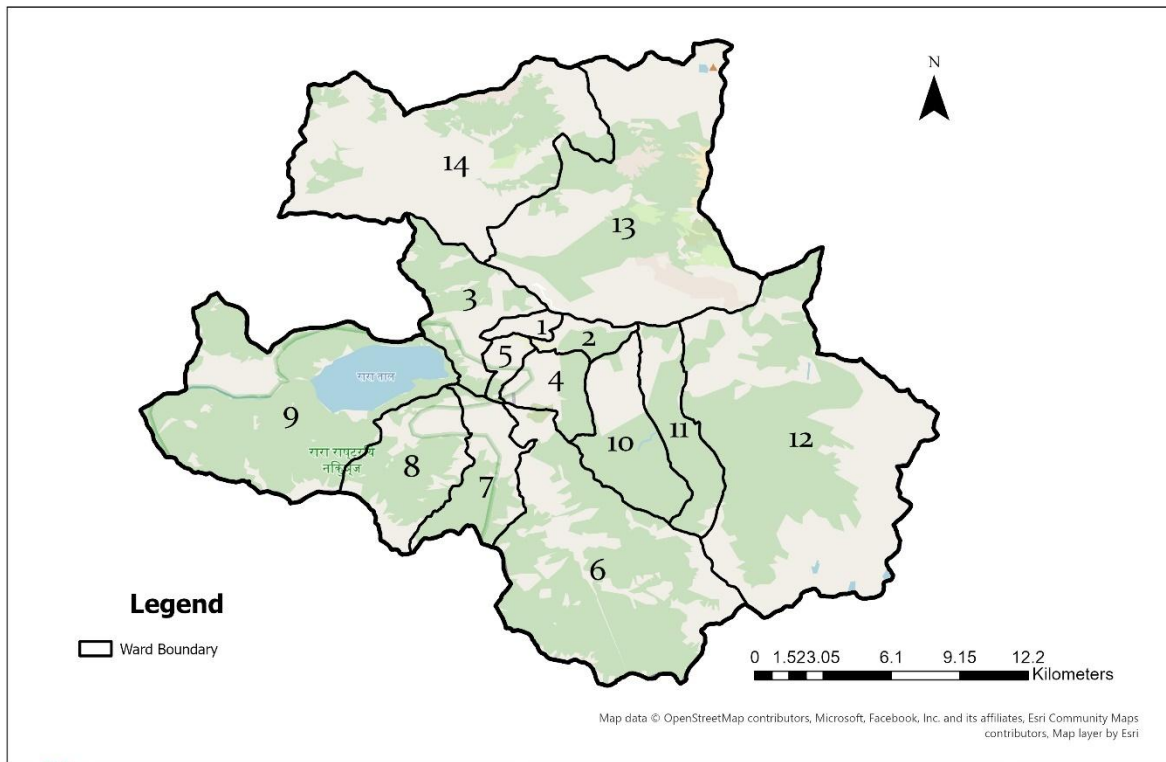 N
14
13
3
1
2
5
4
रारा ताल
9
10
11
12
8
7
6
Legend
Ward Boundary
0 1.523.05 6.1 9.15 12.2
Kilometers
Map data © OpenStreetMap contributors, Microsoft, Facebook, Inc. and its affiliates, Esri Community Maps
contributors, Map layer by Esri